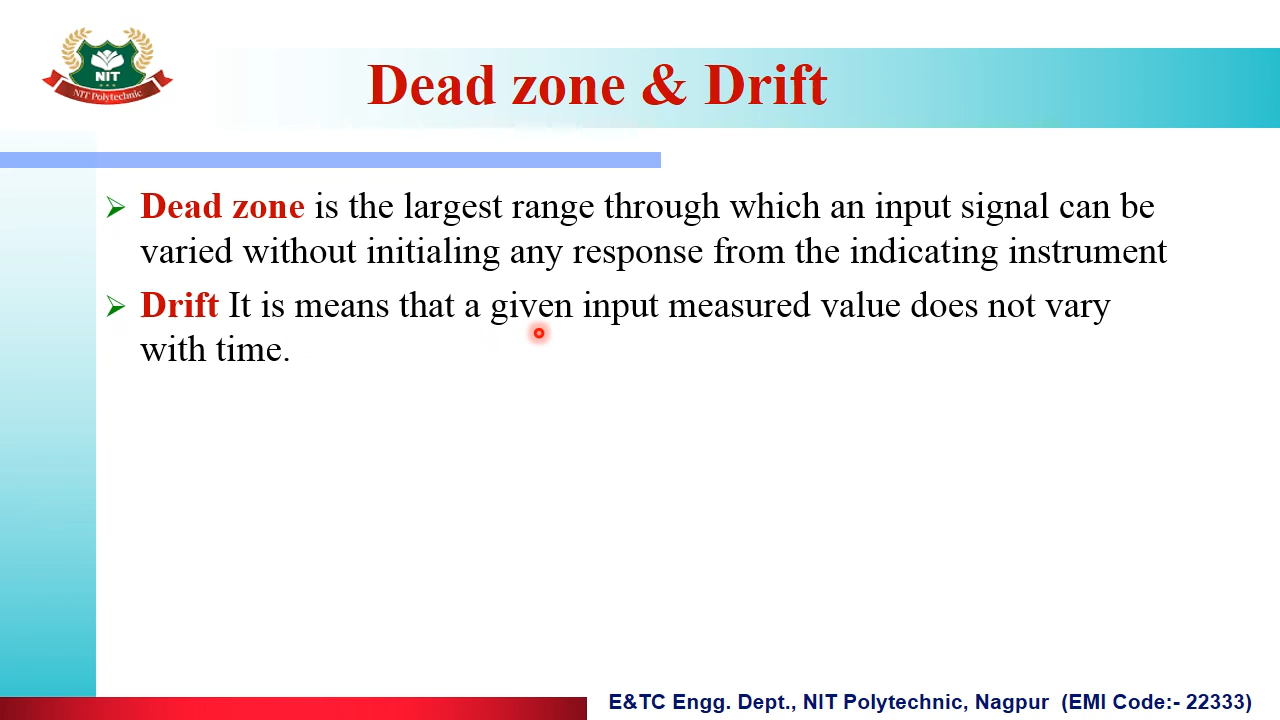 NIT
NIT Polytechnic
Dead zone & Drift
Dead zone is the largest range through which an input signal can be
varied without initialing any response from the indicating instrument
Drift It is means that a given input measured value does not vary
with time.
E&TC Engg. Dept., NIT Polytechnic, Nagpur (EMI Code:- 22333)